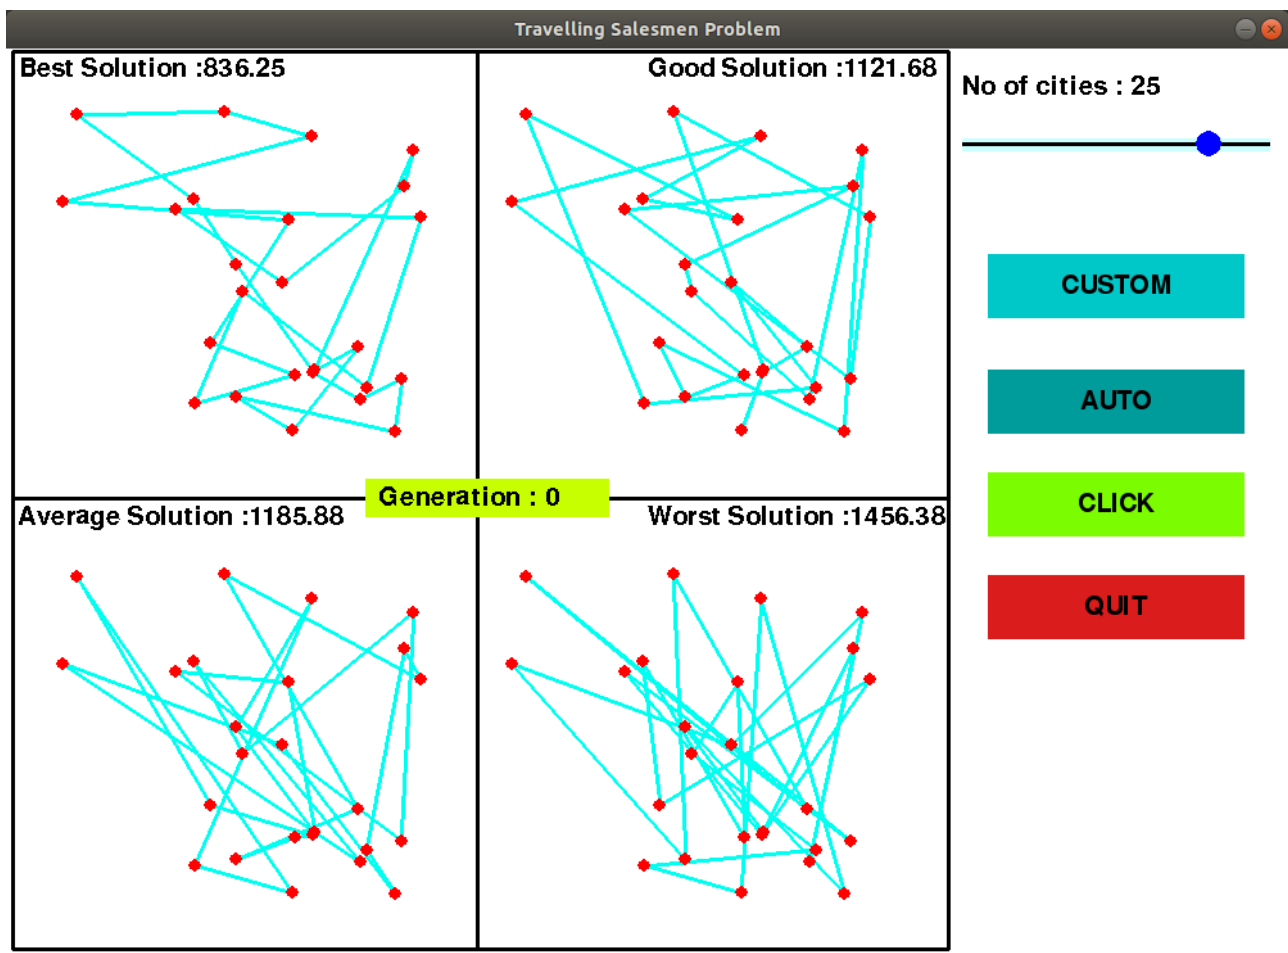 Travelling Salesmen Problem
Best Solution :836.25
Good Solution :1121.68
No of cities : 25
CUSTOM
AUTO
Generation : 0
CLICK
Average Solution :1185.88
Worst Solution :1456.38
QUIT